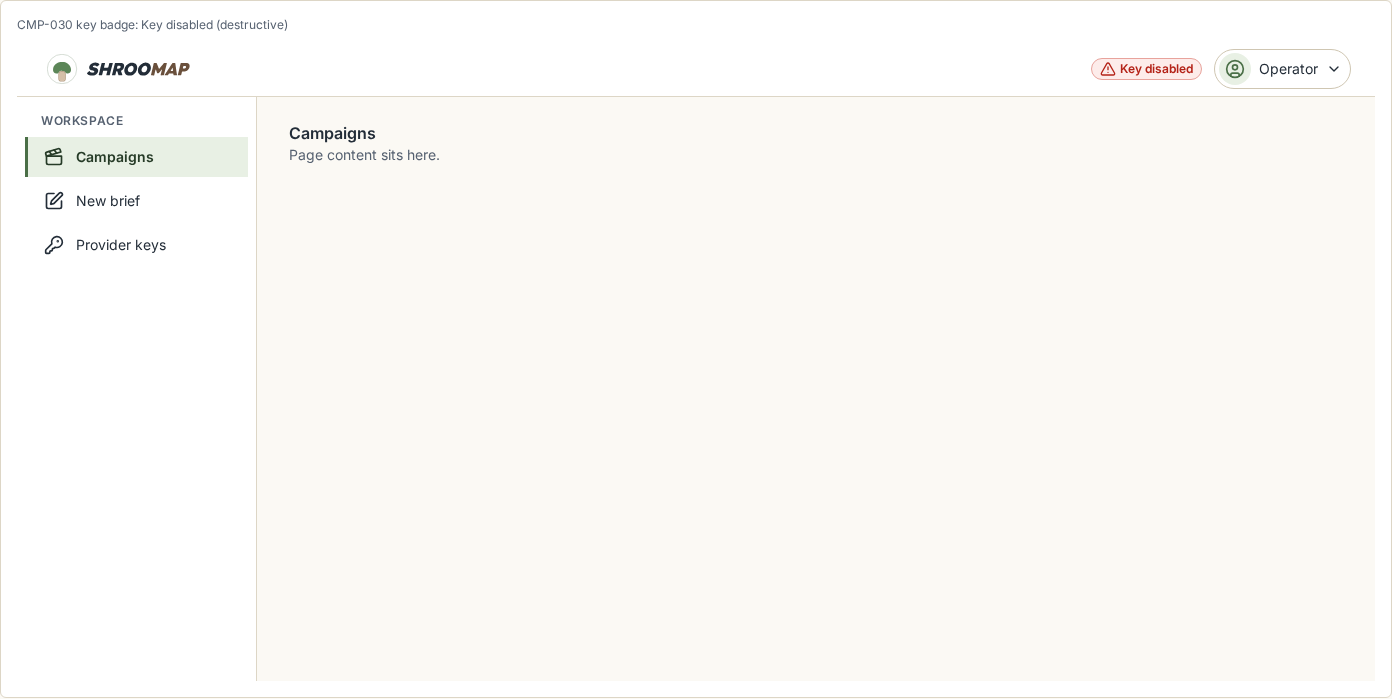 CMP-030 key badge: Key disabled (destructive)
SHROOMAP
Key disabled
Operator
WORKSPACE
Campaigns
New brief
Provider keys
Campaigns
Page content sits here.